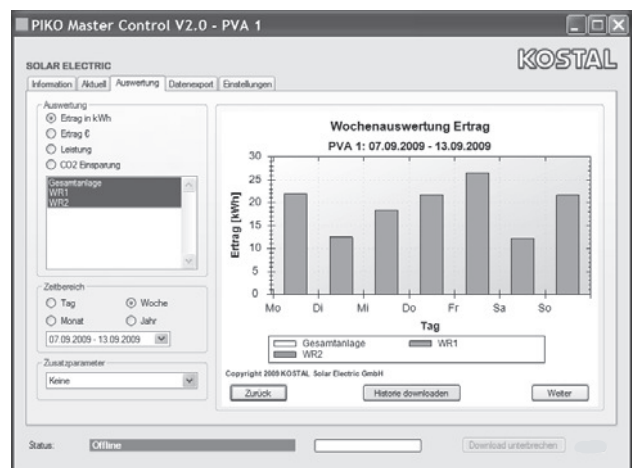 PIKO Master Control V2.0 - PVA 1
SOLAR ELECTRIC
KOSTAL
Information Aktuell Auswertung Datenexport Einstellungen
Auswertung
Ertrag in kWh
Ertrag €
Leistung
CO2 Einsparung
Gesamtanlage
WR1
WR2
Zeitbereich
Tag Woche
Monat Jahr
07.09.2009 - 13.09.2009
Zusatzparameter
Keine
Wochenauswertung Ertrag
PVA 1: 07.09.2009 - 13.09.2009
Ertrag [kWh]
30
25
20
15
10
5
0
Mo Di Mi Do Fr Sa So
Tag
Gesamtanlage WR1
WR2
Copyright 2009 KOSTAL Solar Electric GmbH
Zurück Historie downloaden Weiter
Status: Offline Download unterbrechen